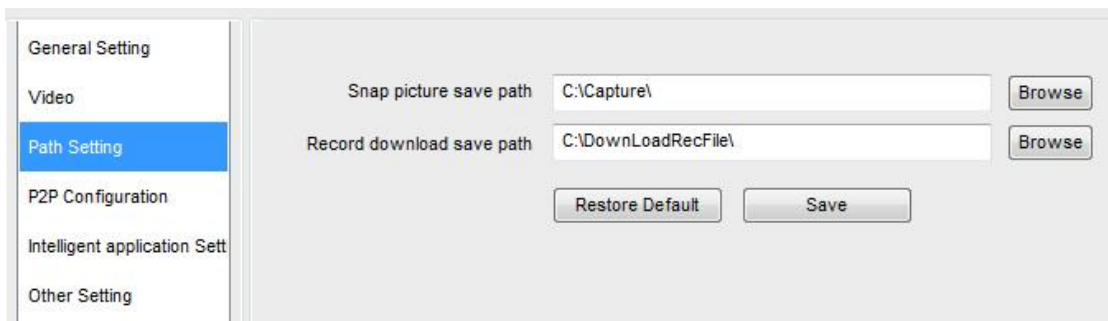 General Setting
Video
Path Setting
P2P Configuration
Intelligent application Sett
Other Setting
Snap picture save path C:\Capture\ Browse
Record download save path C:\DownLoadRecFile\ Browse
Restore Default Save